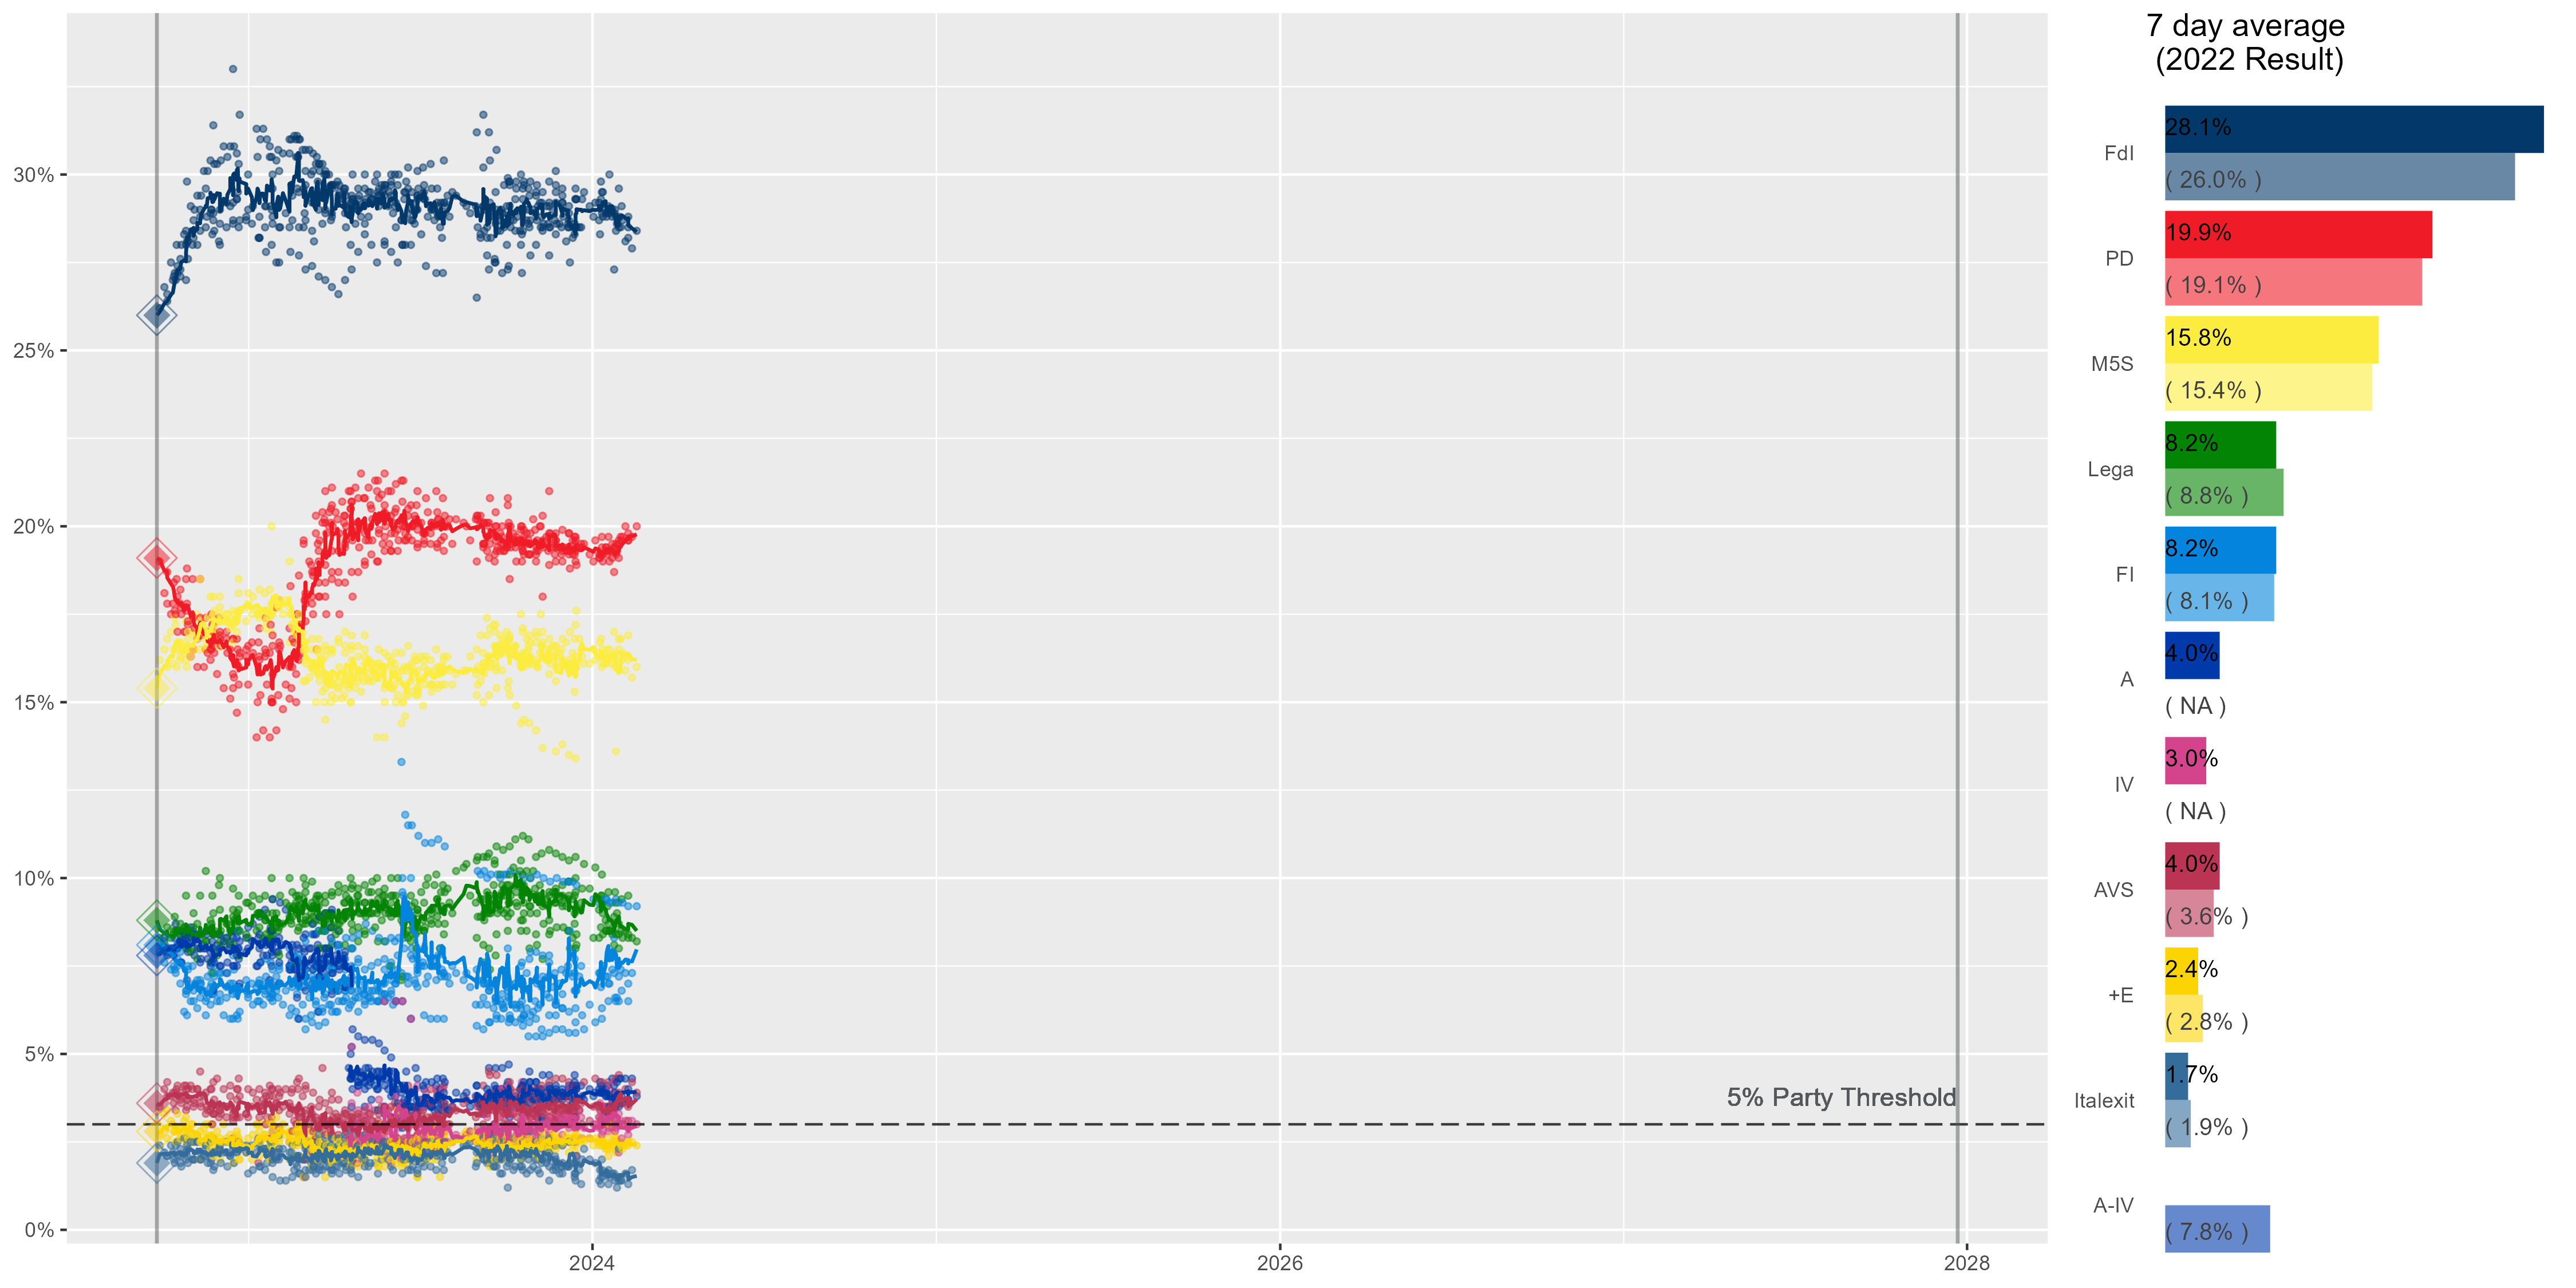 7 day average
(2022 Result)
30%
25%
20%
15%
10%
5%
0%
2024
2026
2028
5% Party Threshold
FdI
28.1%
( 26.0% )
PD
19.9%
( 19.1% )
M5S
15.8%
( 15.4% )
Lega
8.2%
( 8.8% )
FI
8.2%
( 8.1% )
A
4.0%
( NA )
IV
3.0%
( NA )
AVS
4.0%
( 3.6% )
+E
2.4%
( 2.8% )
Italexit
1.7%
( 1.9% )
A-IV
( 7.8% )